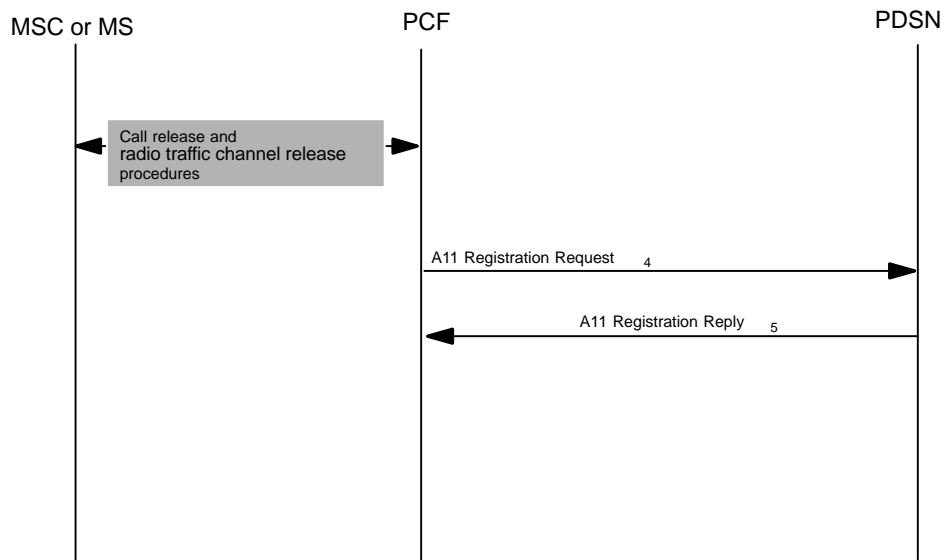 MSC or MS
PCF
PDSN
Call release and
radio traffic channel release
procedures
A11 Registration Request 4
A11 Registration Reply 5